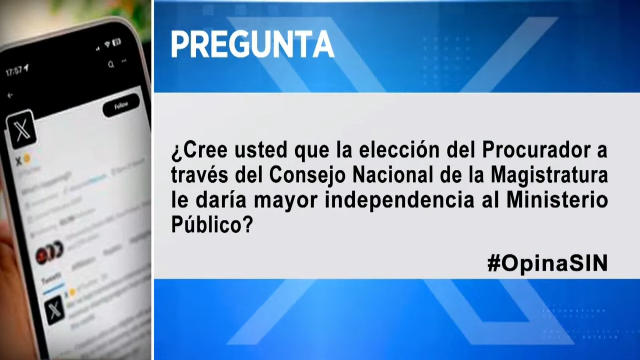 PREGUNTA
¿Cree usted que la elección del Procurador a
través del Consejo Nacional de la Magistratura
le daría mayor independencia al Ministerio
Público?
#OpinaSIN
17:57
Follow
X
Tweets